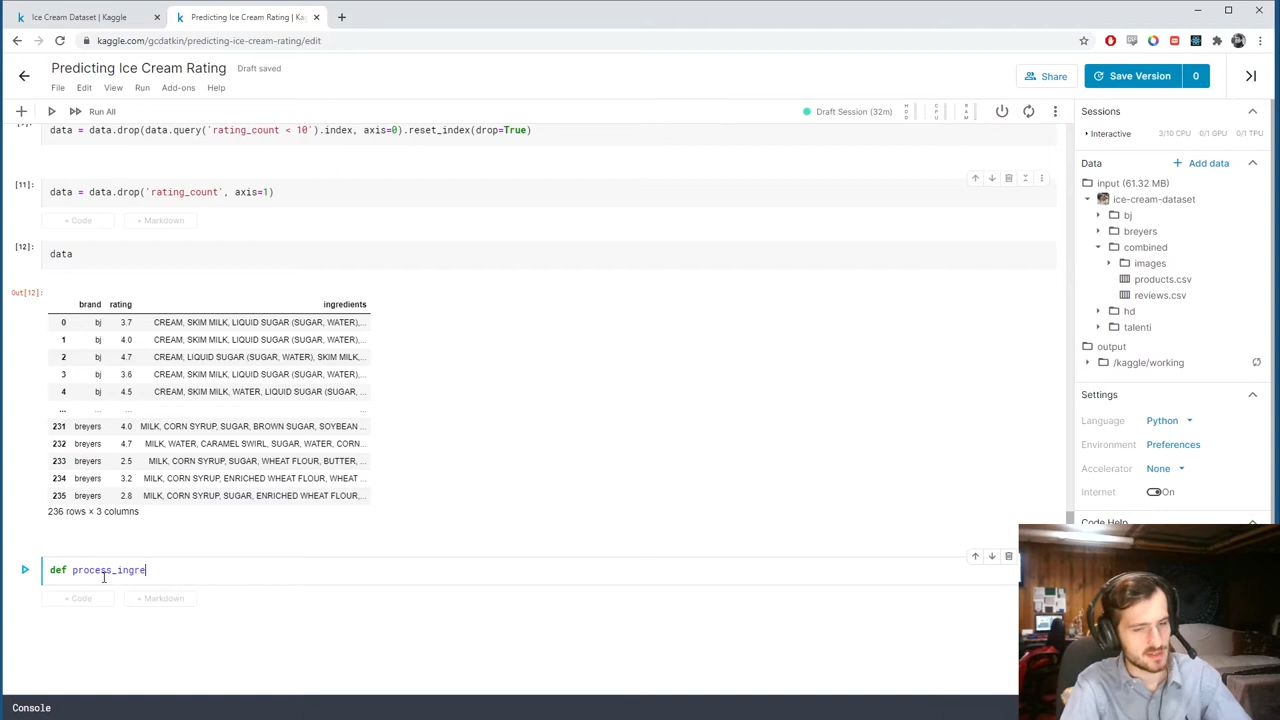 Ice Cream Dataset | Kaggle
Predicting Ice Cream Rating | Ka
kaggle.com/gcdatkin/predicting-ice-cream-rating/edit
Predicting Ice Cream Rating Draft saved
File Edit View Run Add-ons Help
Share Save Version 0
Run All
Draft Session (32m)
HDD CPU RAM
data = data.drop(data.query('rating_count < 10').index, axis=0).reset_index(drop=True)
[11]: data = data.drop('rating_count', axis=1)
+ Code + Markdown
[12]: data
Out[12]:
brand rating ingredients
0 bj 3.7 CREAM, SKIM MILK, LIQUID SUGAR (SUGAR, WATER),...
1 bj 4.0 CREAM, SKIM MILK, LIQUID SUGAR (SUGAR, WATER),...
2 bj 4.7 CREAM, LIQUID SUGAR (SUGAR, WATER), SKIM MILK,...
3 bj 3.6 CREAM, SKIM MILK, LIQUID SUGAR (SUGAR, WATER),...
4 bj 4.5 CREAM, SKIM MILK, WATER, LIQUID SUGAR (SUGAR,...
... ... ... ...
231 breyers 4.0 MILK, CORN SYRUP, SUGAR, BROWN SUGAR, SOYBEAN ...
232 breyers 4.7 MILK, WATER, CARAMEL SWIRL, SUGAR, WATER, CORN...
233 breyers 2.5 MILK, CORN SYRUP, SUGAR, WHEAT FLOUR, BUTTER, ...
234 breyers 3.2 MILK, CORN SYRUP, ENRICHED WHEAT FLOUR, WHEAT ...
235 breyers 2.8 MILK, CORN SYRUP, SUGAR, ENRICHED WHEAT FLOUR,...
236 rows × 3 columns
def process_ingre
+ Code + Markdown
Console
Sessions
Interactive 3/10 CPU 0/1 GPU 0/1 TPU
Data + Add data
input (61.32 MB)
ice-cream-dataset
bj
breyers
combined
images
products.csv
reviews.csv
hd
talenti
output
/kaggle/working
Settings
Language Python
Environment Preferences
Accelerator None
Internet On
Code Help